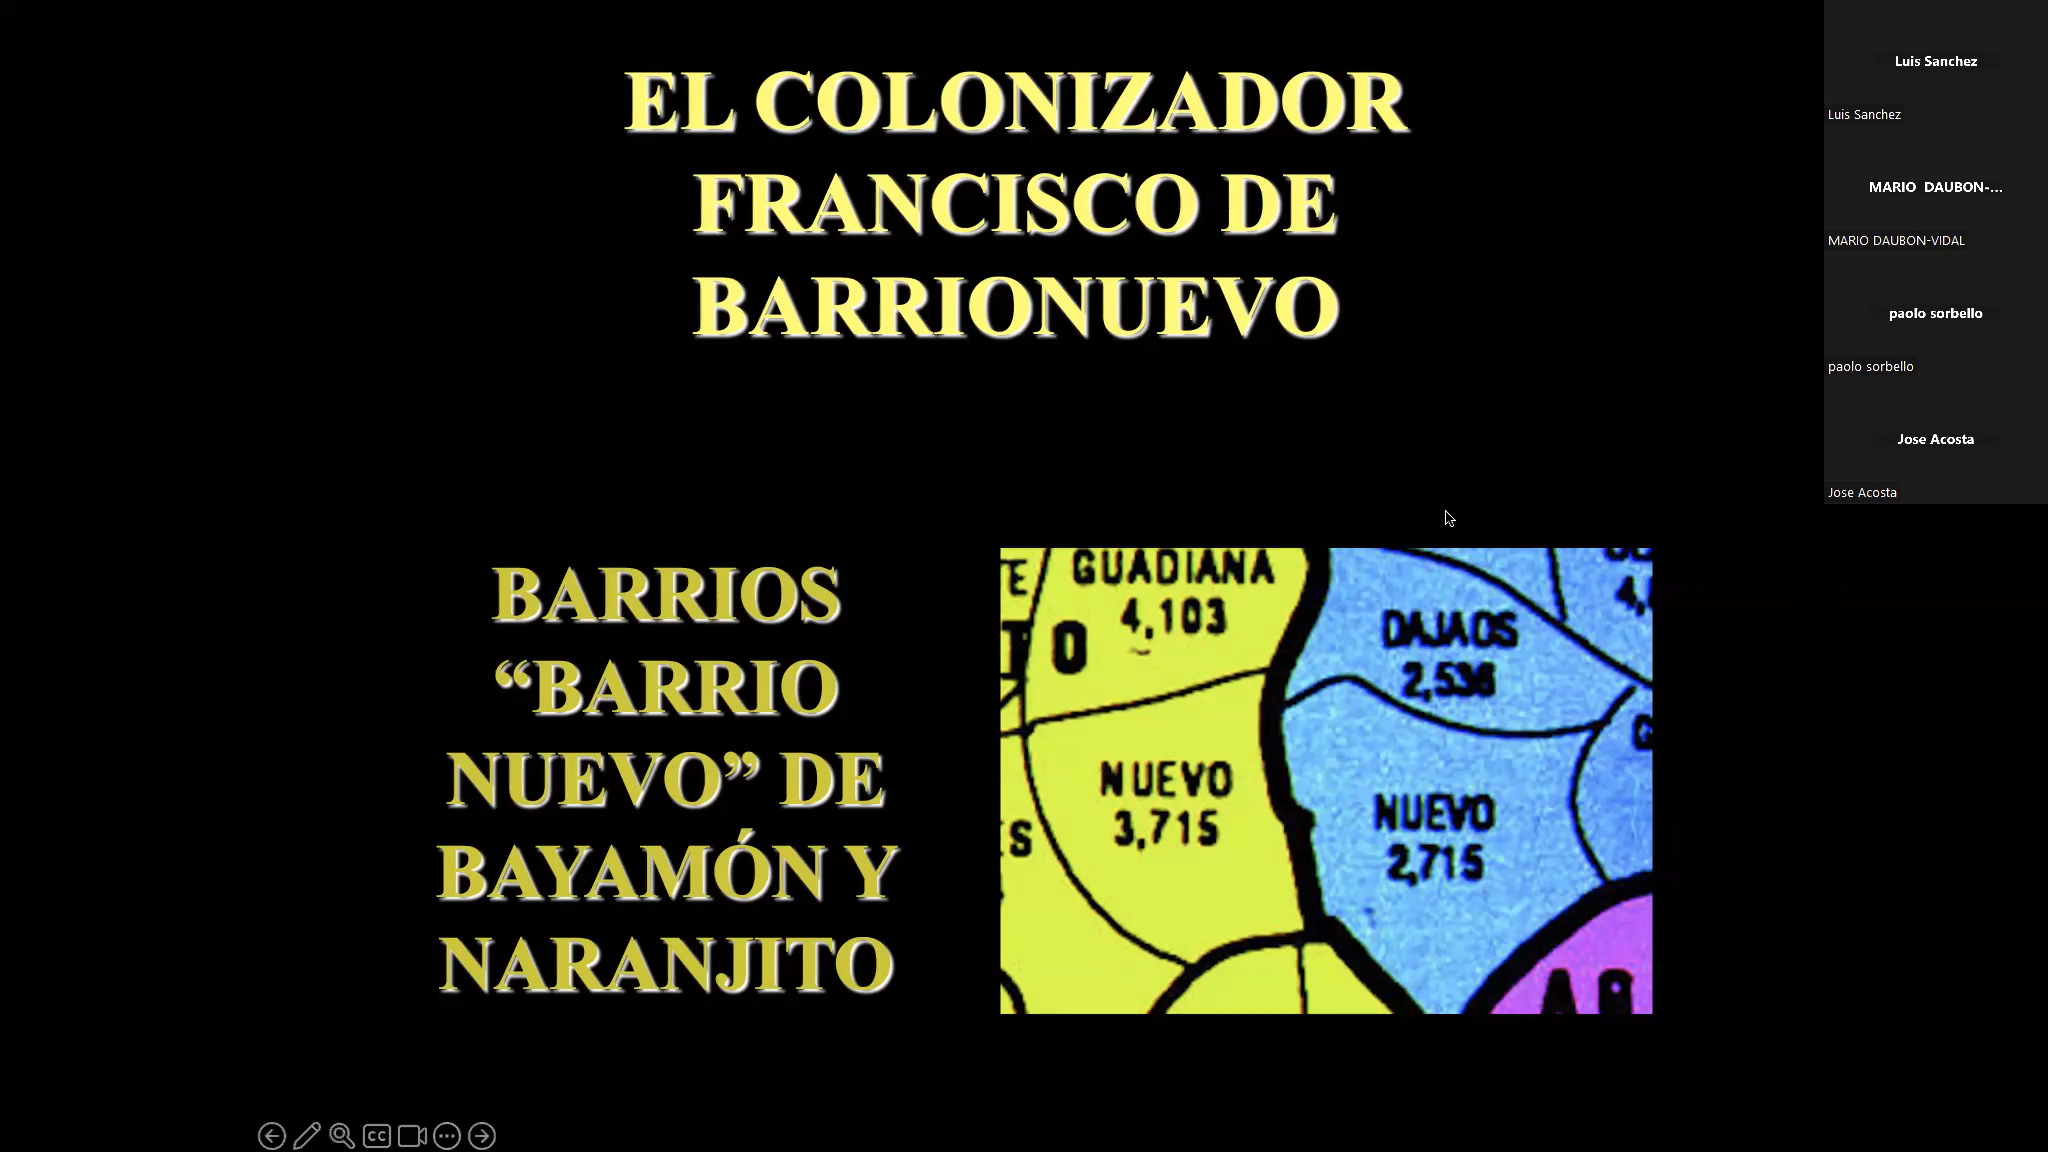 EL COLONIZADOR
FRANCISCO DE
BARRIONUEVO
BARRIOS
“BARRIO
NUEVO” DE
BAYAMÓN Y
NARANJITO
GUADIANA
4,103
O
DAJAOS
2,536
NUEVO
3,715
S
NUEVO
2,715
Luis Sanchez
Luis Sanchez
MARIO DAUBON-...
MARIO DAUBON-VIDAL
paolo sorbello
paolo sorbello
Jose Acosta
Jose Acosta
CC